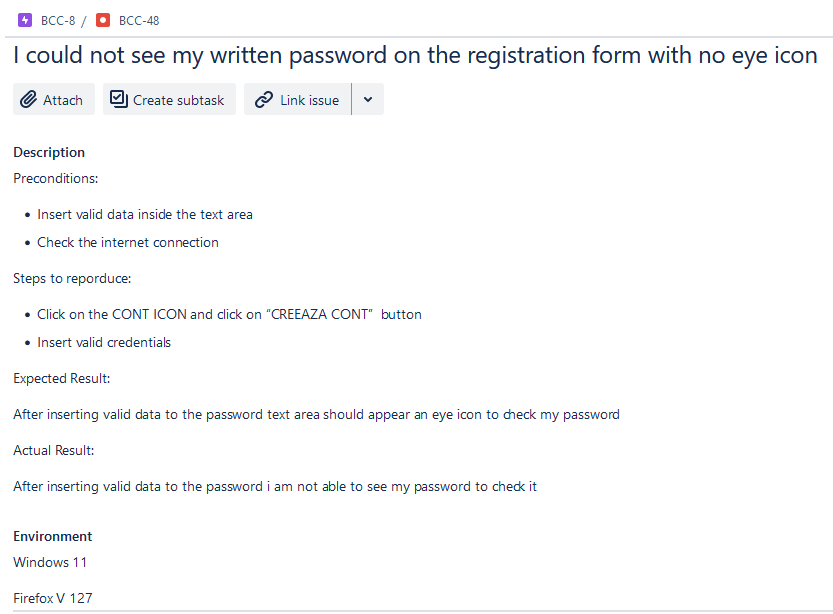 BCC-8 / BCC-48
I could not see my written password on the registration form with no eye icon
Attach Create subtask Link issue
Description
Preconditions:
• Insert valid data inside the text area
• Check the internet connection
Steps to reporduce:
• Click on the CONT ICON and click on “CREEAZA CONT” button
• Insert valid credentials
Expected Result:
After inserting valid data to the password text area should appear an eye icon to check my password
Actual Result:
After inserting valid data to the password i am not able to see my password to check it
Environment
Windows 11
Firefox V 127